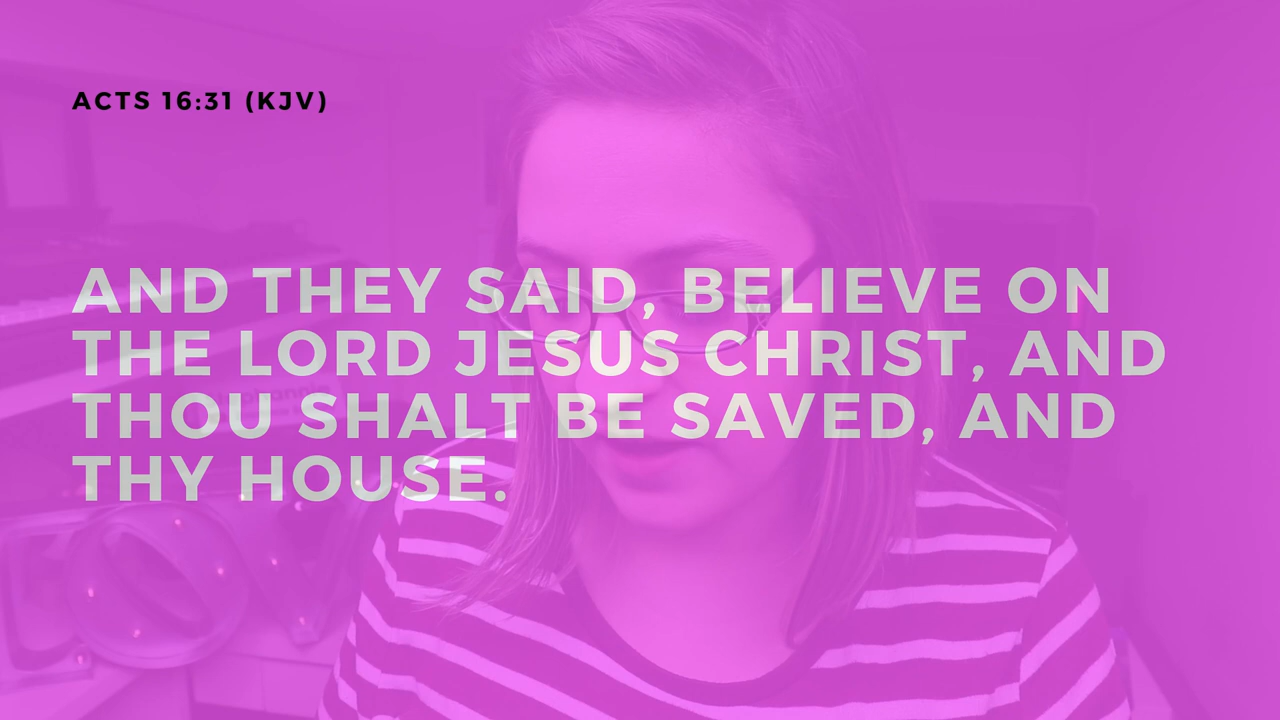 ACTS 16:31 (KJV)
AND THEY SAID, BELIEVE ON
THE LORD JESUS CHRIST, AND
THOU SHALT BE SAVED, AND
THY HOUSE.